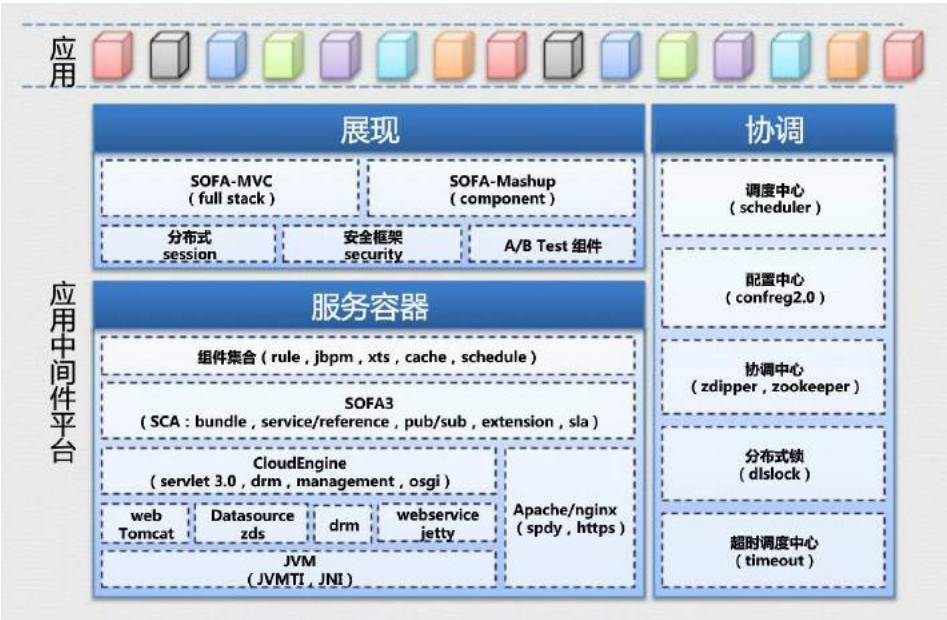 应用
展现
SOFA-MVC
（full stack）
SOFA-Mashup
（component）
分布式
session
安全框架
security
A/B Test 组件
应用中间件平台
服务容器
组件集合（rule，jbpm，xts，cache，schedule）
SOFA3
（SCA：bundle，service/reference，pub/sub，extension，sla）
CloudEngine
（servlet 3.0，drm，management，osgi）
web
Tomcat
Datasource
zds
drm
webservice
jetty
JVM
（JVMTI，JNI）
Apache/nginx
（spdy，https）
协调
调度中心
（scheduler）
配置中心
（confreg2.0）
协调中心
（zdipper，zookeeper）
分布式锁
（dlslock）
超时调度中心
（timeout）